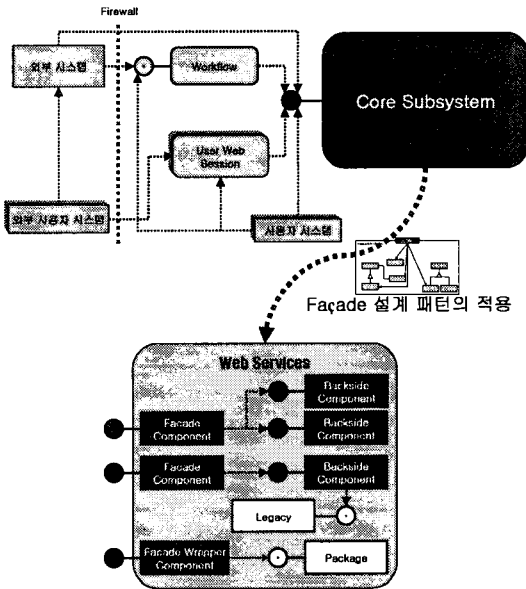 Firewall
외부 시스템
Workflow
Core Subsystem
User Web
Session
외부 사용자 시스템
사용자 시스템
Façade 설계 패턴의 적용
Web Services
Backside
Component
Facade
Component
Backside
Component
Facade
Component
Backside
Component
Legacy
Facade Wrapper
Component
Package